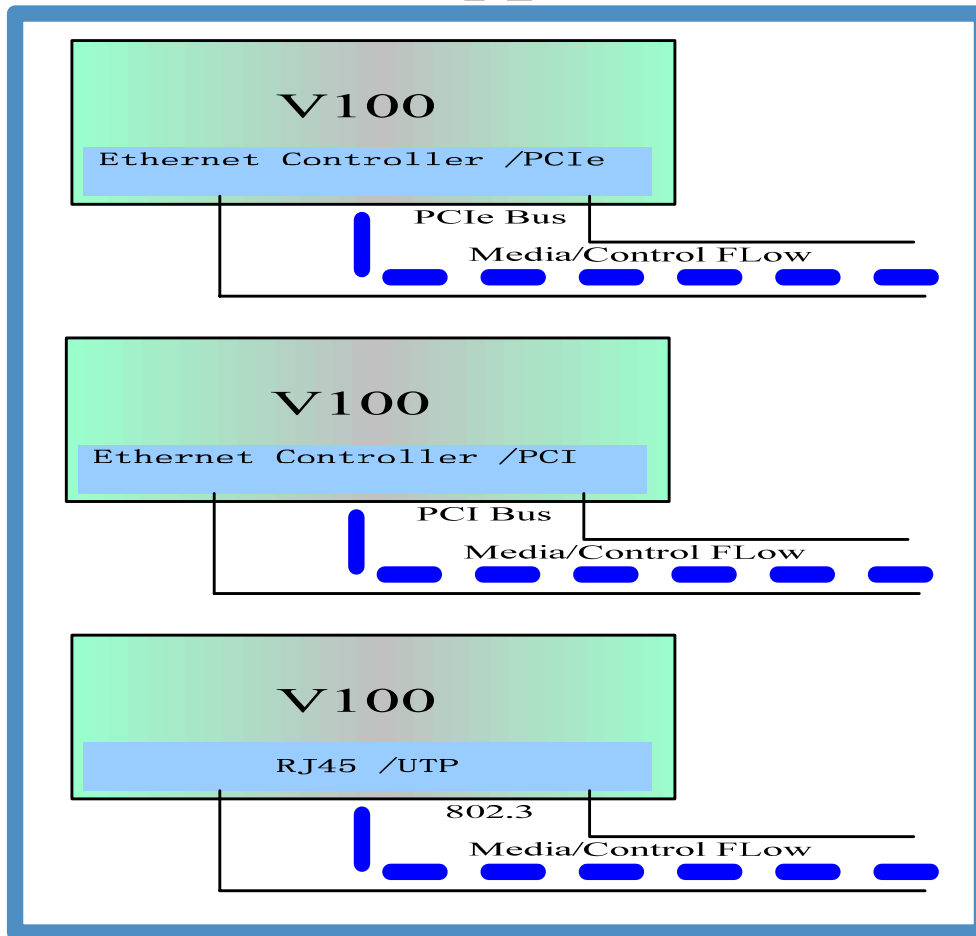 V100
Ethernet Controller /PCIe
PCIe Bus
Media/Control FLow
V100
Ethernet Controller /PCI
PCI Bus
Media/Control FLow
V100
RJ45 /UTP
802.3
Media/Control FLow